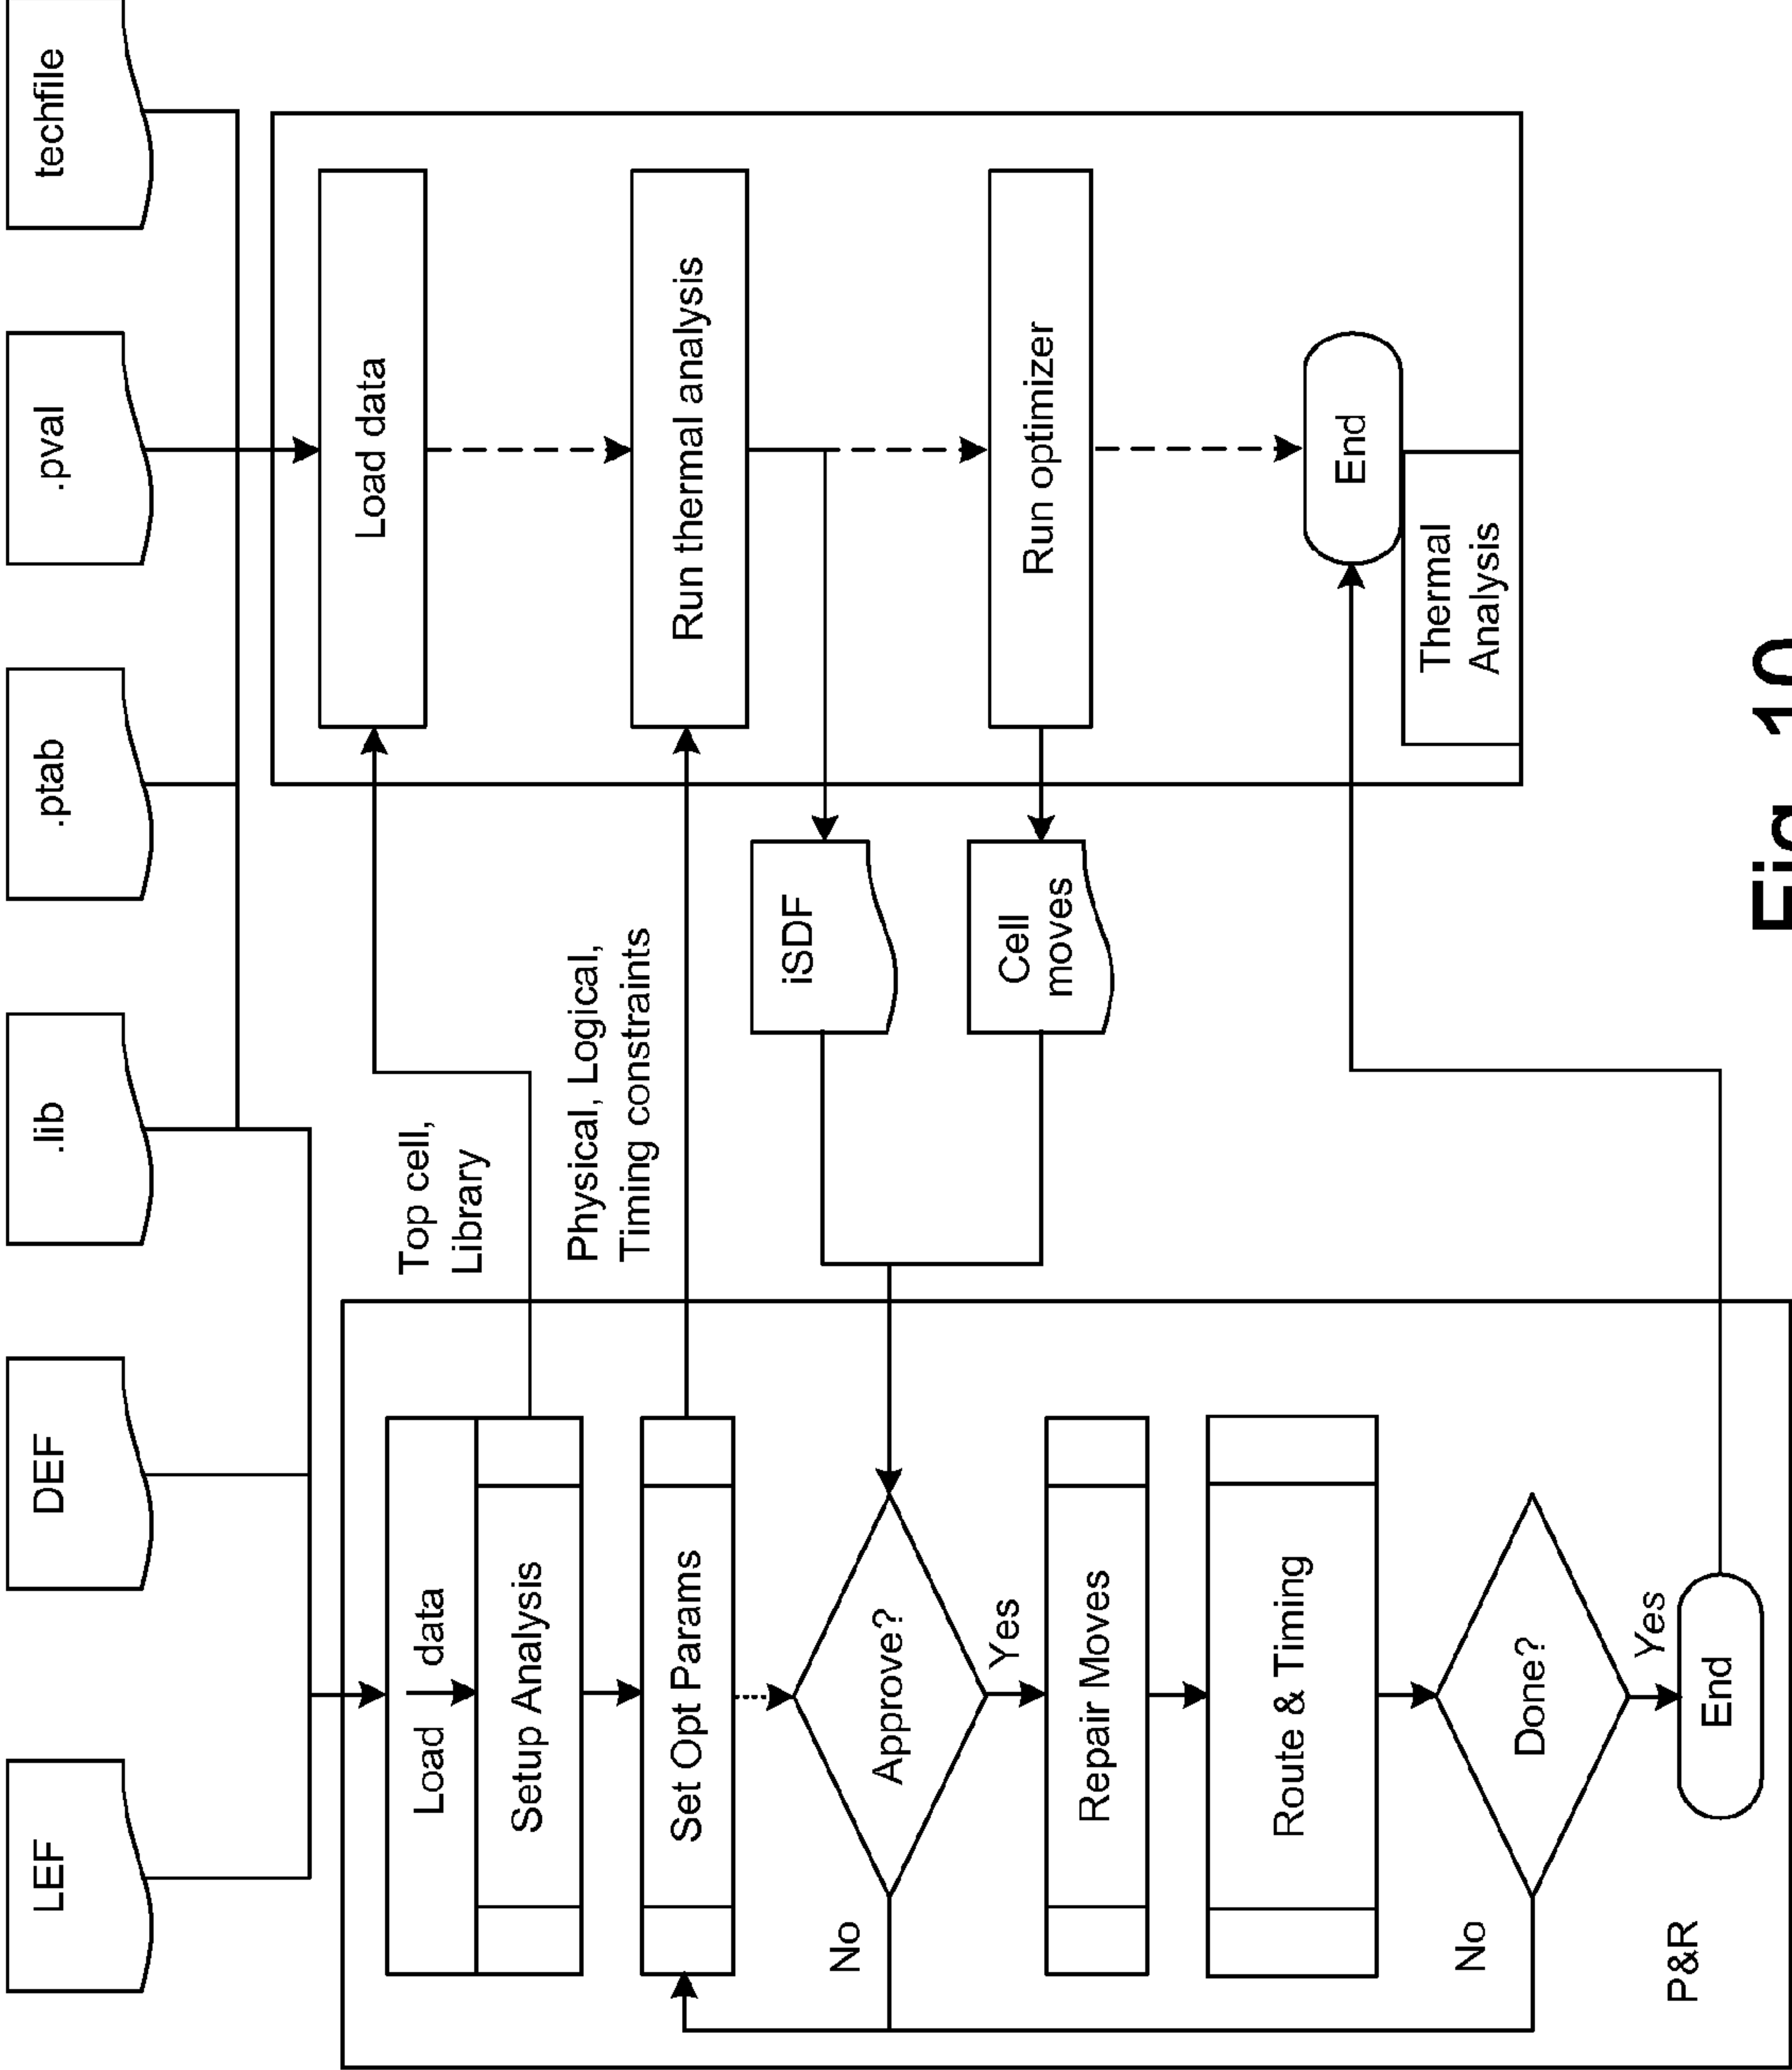 LEF
DEF
.lib
.ptab
.pval
techfile
Load data
Setup Analysis
Set Opt Params
Approve?
No
Yes
Repair Moves
Route & Timing
Done?
No
Yes
End
P&R
Top cell,
Library
Physical, Logical,
Timing constraints
iSDF
Cell
moves
Load data
Run thermal analysis
Run optimizer
End
Thermal
Analysis
Fig. 10